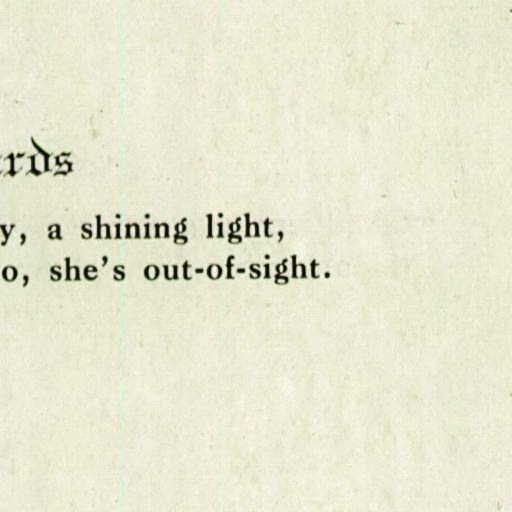 rds
y, a shining light,
o, she's out-of-sight.